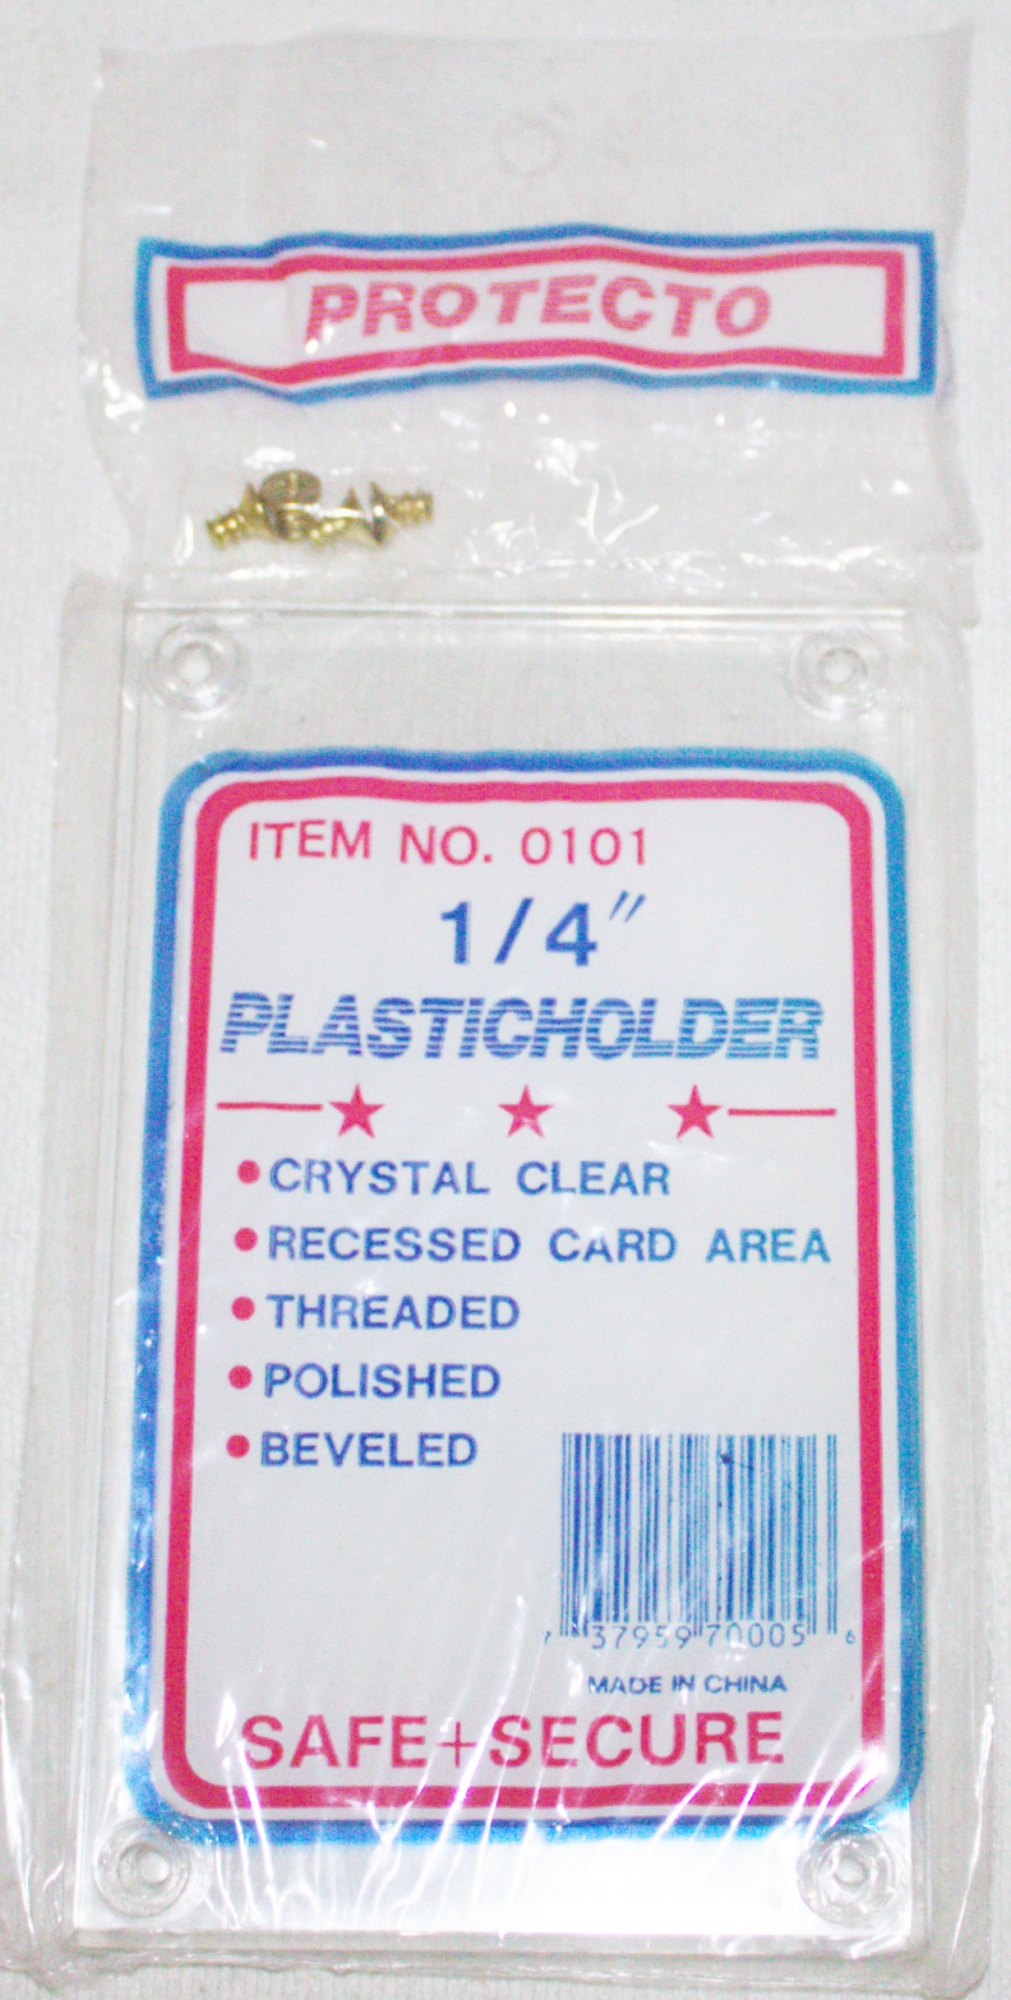 PROTECTO
ITEM NO. 0101
1/4"
PLASTICHOLDER
•CRYSTAL CLEAR
•RECESSED CARD AREA
•THREADED
•POLISHED
•BEVELED
7 37959 70005 6
MADE IN CHINA
SAFE+SECURE